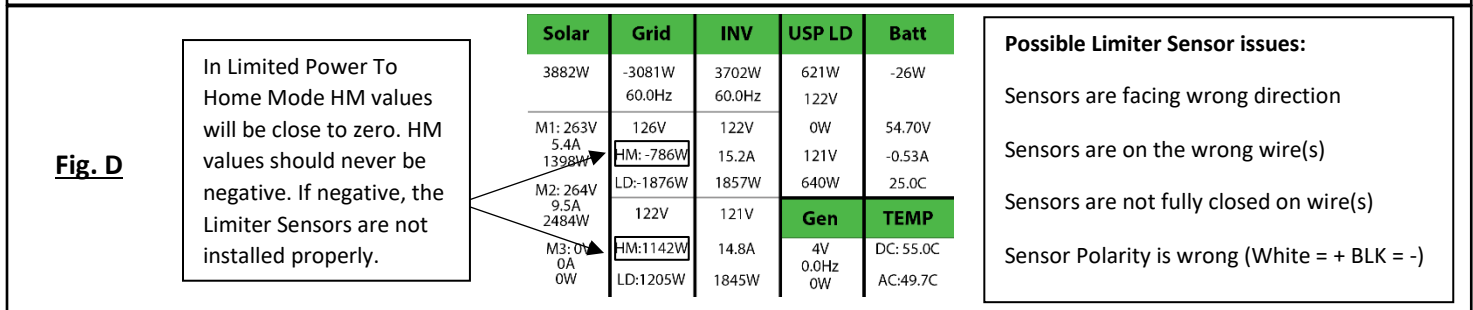 Fig. D
In Limited Power To
Home Mode HM values
will be close to zero. HM
values should never be
negative. If negative, the
Limiter Sensors are not
installed properly.
Solar Grid INV USP LD Batt
3882W -3081W 3702W 621W -26W
60.0Hz 60.0Hz 122V
M1: 263V 126V 122V 0W 54.70V
5.4A
1398W HM: -786W 15.2A 121V -0.53A
M2: 264V LD:-1876W 1857W 640W 25.0C
9.5A
2484W 122V 121V Gen TEMP
M3: 0V HM:1142W 14.8A 4V DC: 55.0C
0A 0.0Hz
0W LD:1205W 1845W 0W AC:49.7C
Possible Limiter Sensor issues:
Sensors are facing wrong direction
Sensors are on the wrong wire(s)
Sensors are not fully closed on wire(s)
Sensor Polarity is wrong (White = + BLK = -)